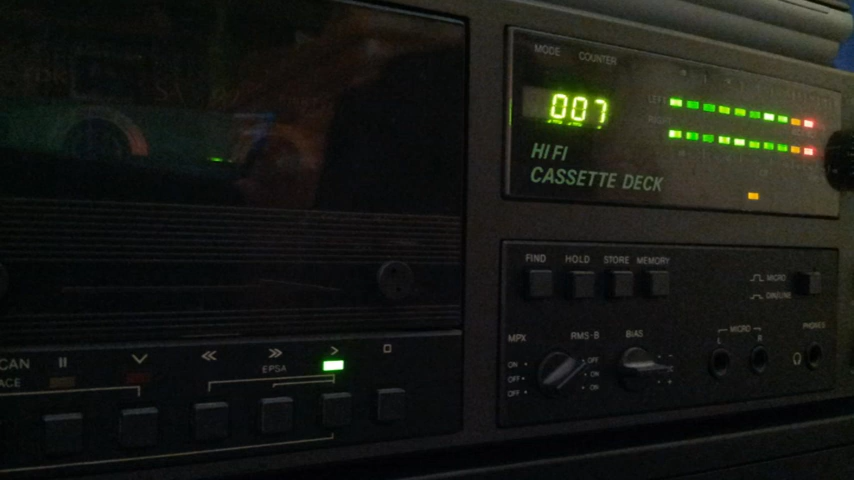 MODE COUNTER
007
LEFT
RIGHT
HI FI
CASSETTE DECK
FIND HOLD STORE MEMORY
MICRO
DIN/LINE
MPX RMS-B BIAS MICRO PHONES
L R
ON OFF
OFF ON
OFF ON
CAN
ACE
EPSA